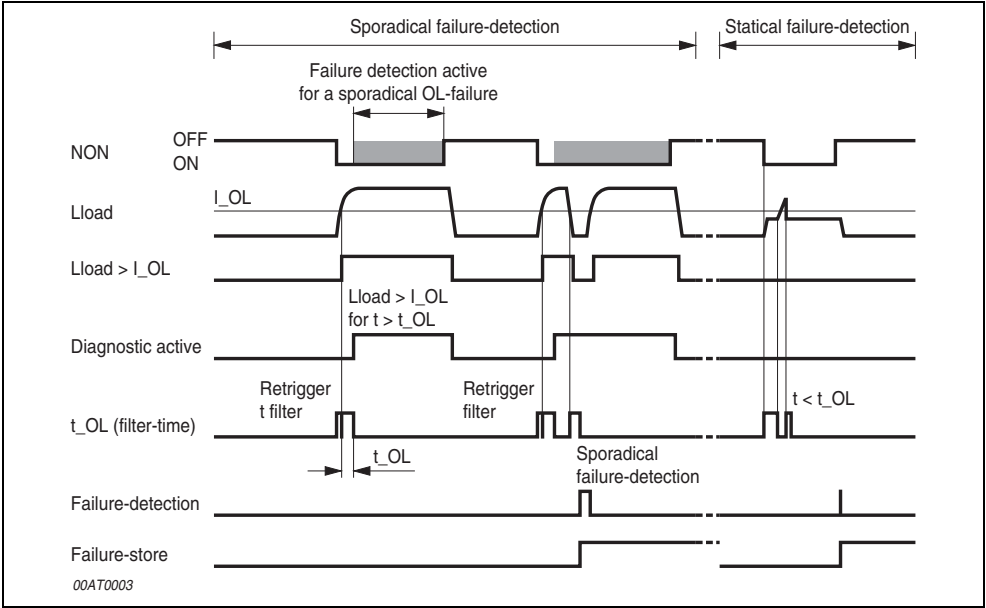 Sporadical failure-detection
Statical failure-detection
Failure detection active
for a sporadical OL-failure
NON
OFF
ON
I_OL
Lload
Lload > I_OL
Lload > I_OL
for t > t_OL
Diagnostic active
Retrigger
t filter
Retrigger
filter
t < t_OL
t_OL (filter-time)
t_OL
Sporadical
failure-detection
Failure-detection
Failure-store
00AT0003